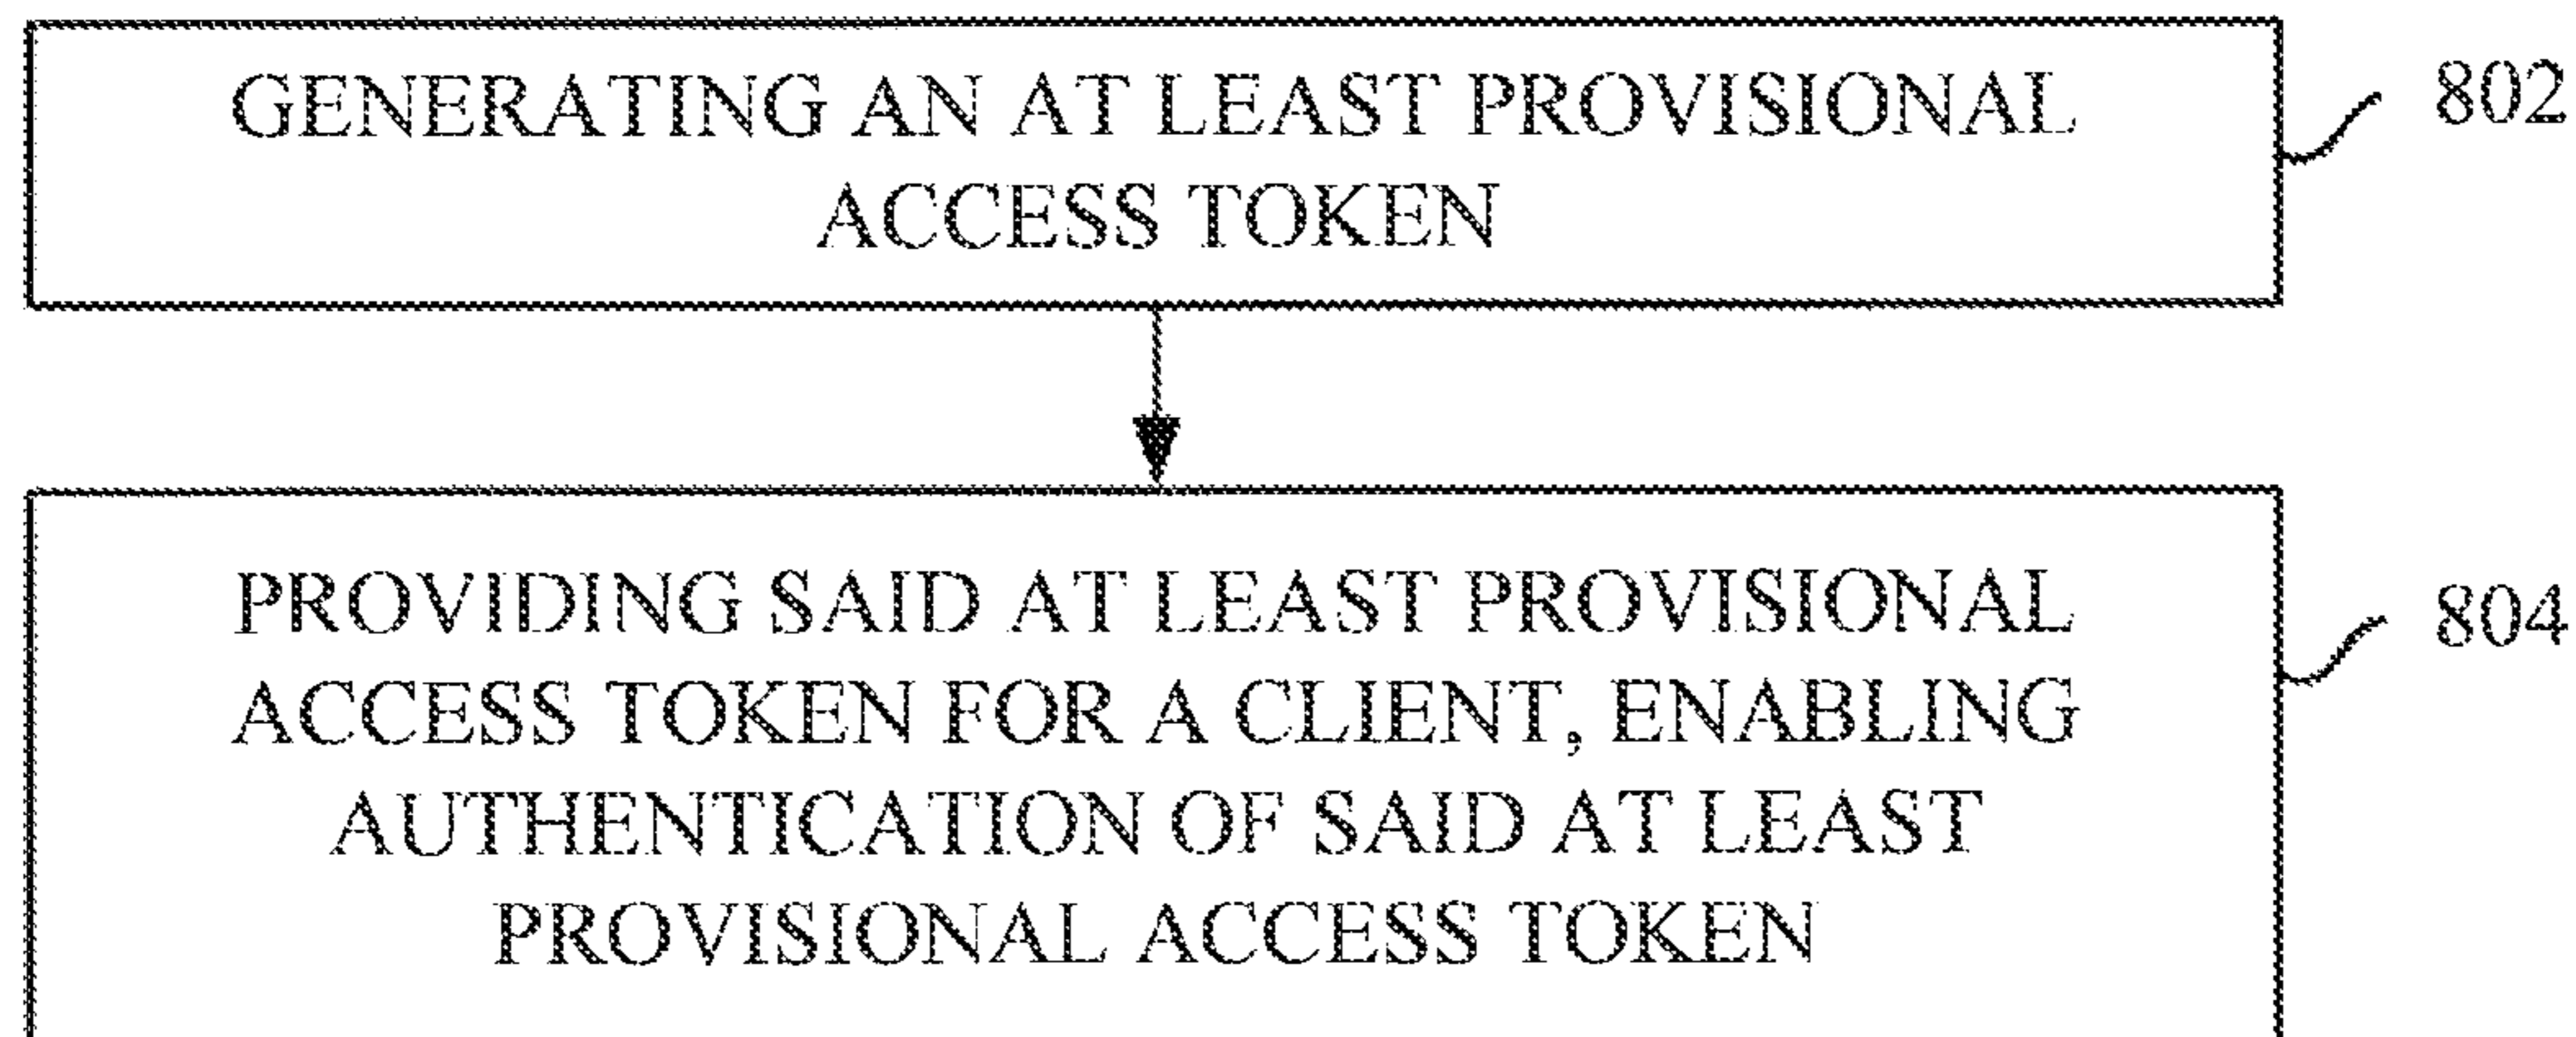 GENERATING AN AT LEAST PROVISIONAL
ACCESS TOKEN
802
PROVIDING SAID AT LEAST PROVISIONAL
ACCESS TOKEN FOR A CLIENT, ENABLING
AUTHENTICATION OF SAID AT LEAST
PROVISIONAL ACCESS TOKEN
804